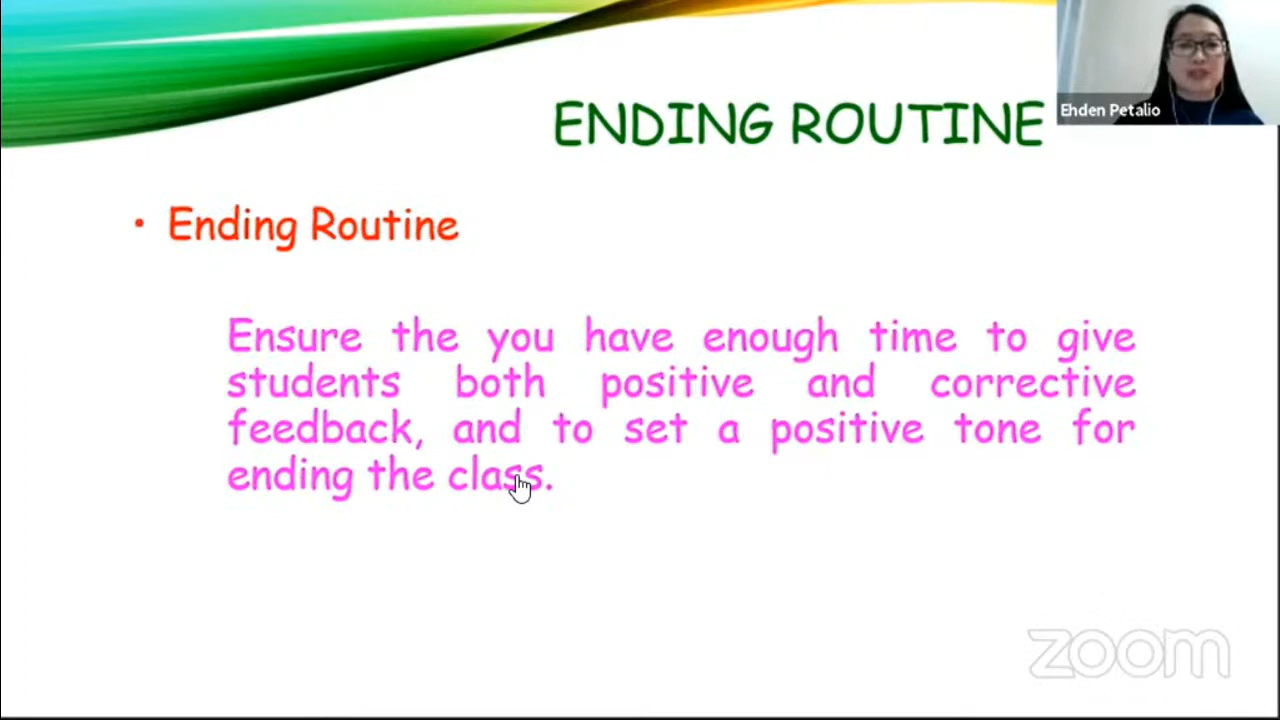 ENDING ROUTINE
Ehden Petalio
• Ending Routine
Ensure the you have enough time to give
students both positive and corrective
feedback, and to set a positive tone for
ending the class.
zoom